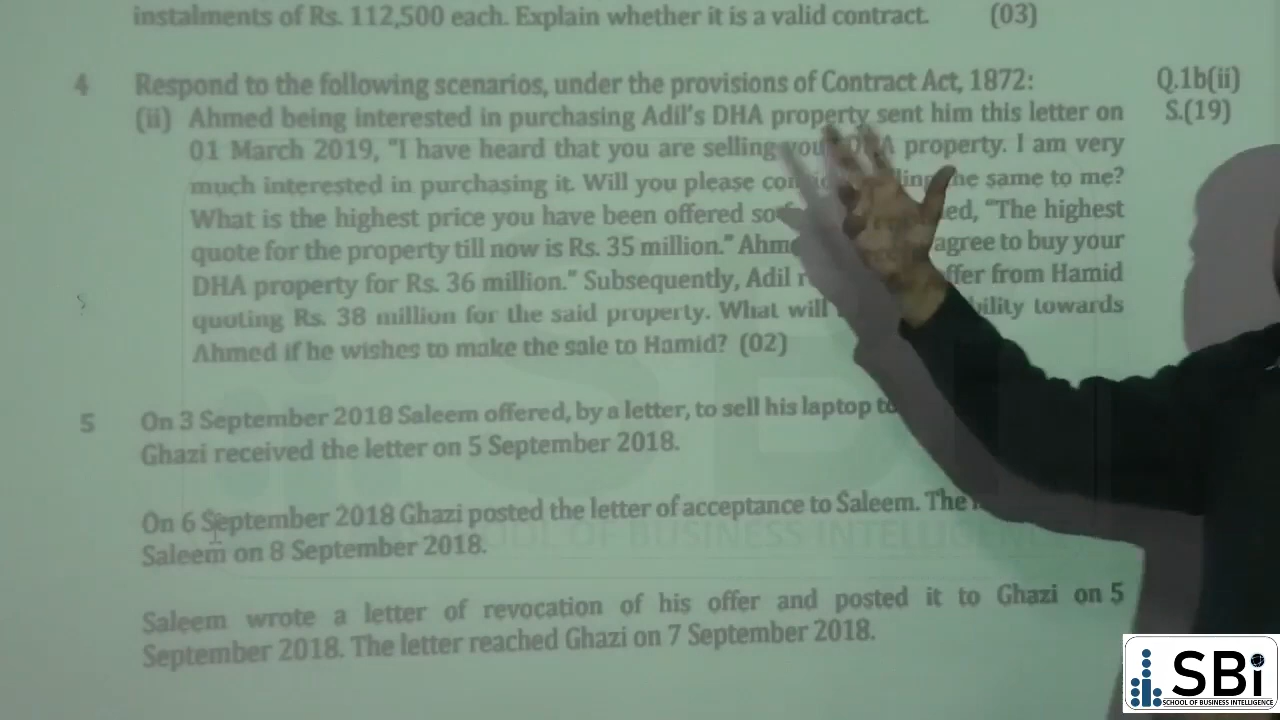 instalments of Rs. 112,500 each. Explain whether it is a valid contract. (03)
4 Respond to the following scenarios, under the provisions of Contract Act, 1872: Q.1b(ii)
(ii) Ahmed being interested in purchasing Adil's DHA property sent him this letter on S.(19)
01 March 2019, "I have heard that you are selling your property. I am very
much interested in purchasing it. Will you please same to me?
What is the highest price you have been offered so "The highest
quote for the property till now is Rs. 35 million." agree to buy your
DHA property for Rs. 36 million." Subsequently, Adil from Hamid
quoting Rs. 38 million for the said property. What will towards
Ahmed if he wishes to make the sale to Hamid? (02)
5 On 3 September 2018 Saleem offered, by a letter, to sell his laptop
Ghazi received the letter on 5 September 2018.
On 6 September 2018 Ghazi posted the letter of acceptance to Saleem. The
Saleem on 8 September 2018.
SCHOOL OF BUSINESS INTELLIGENCE
Saleem wrote a letter of revocation of his offer and posted it to Ghazi on 5
September 2018. The letter reached Ghazi on 7 September 2018.
SBi
SCHOOL OF BUSINESS INTELLIGENCE